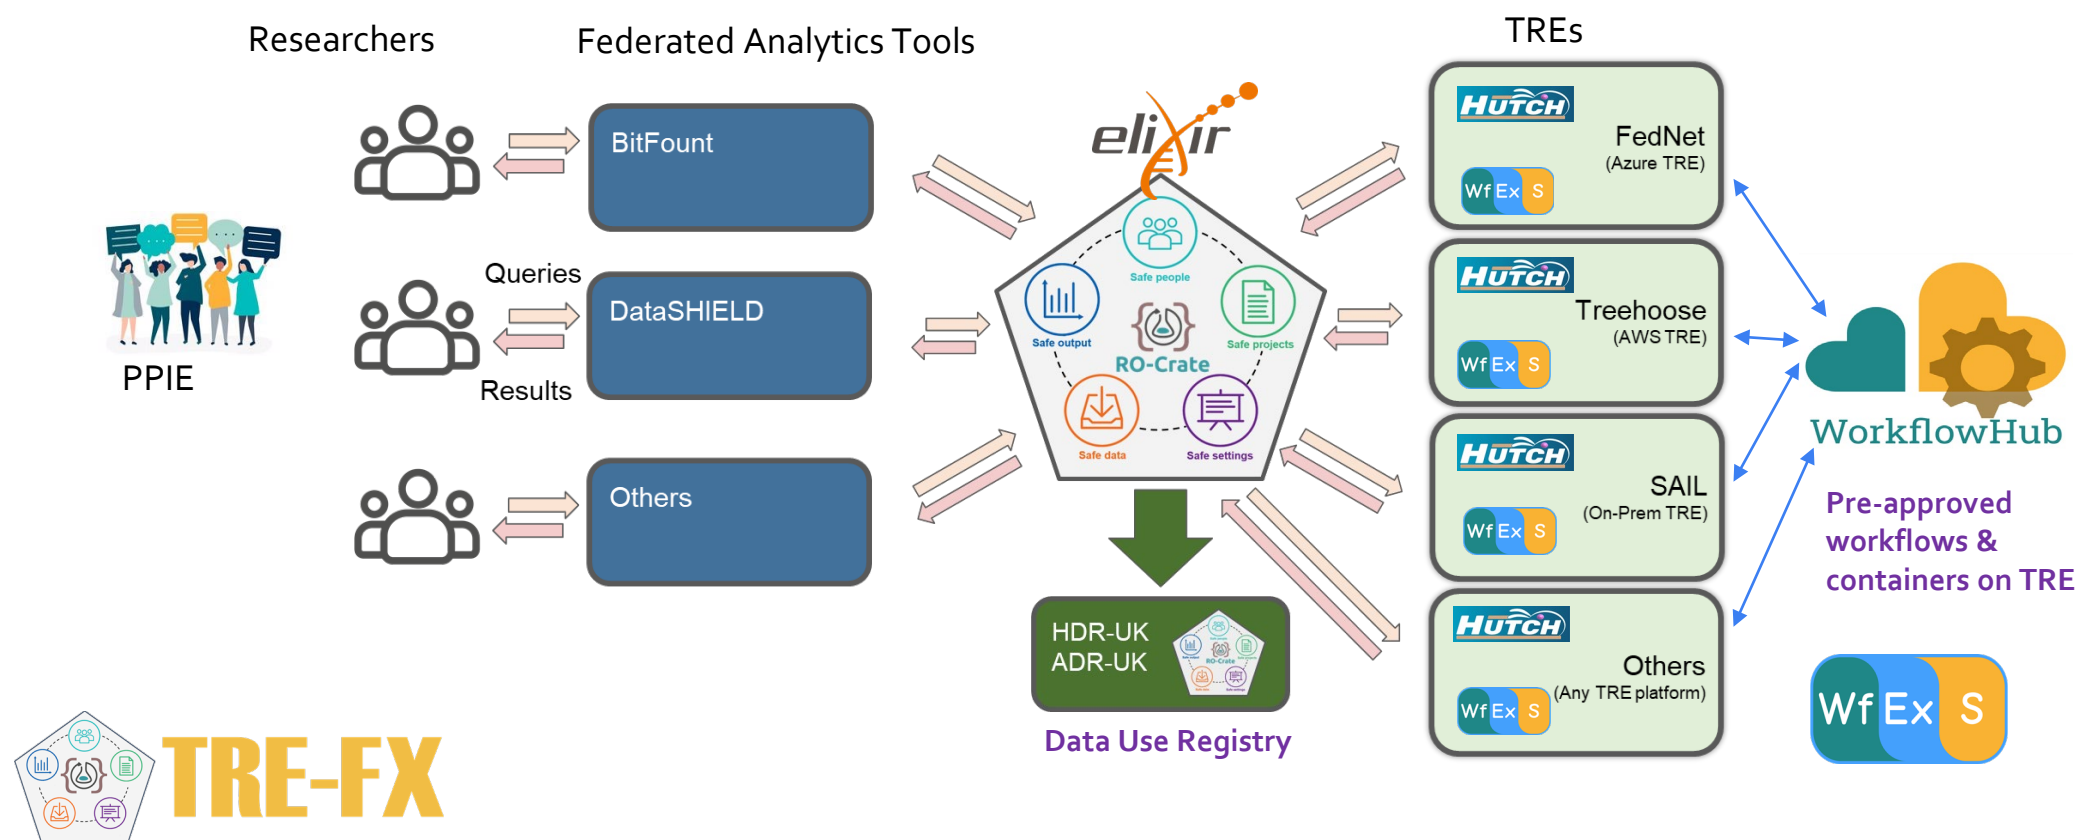 Researchers
Federated Analytics Tools
TREs
BitFount
DataSHIELD
Others
Queries
Results
PPIE
elixir
Safe people
Safe output
Safe projects
RO-Crate
Safe data
Safe settings
HUTCH
FedNet
(Azure TRE)
Wf Ex S
HUTCH
Treehoose
(AWS TRE)
Wf Ex S
HUTCH
SAIL
(On-Prem TRE)
Wf Ex S
HUTCH
Others
(Any TRE platform)
Wf Ex S
WorkflowHub
Pre-approved
workflows &
containers on TRE
Wf Ex S
HDR-UK
ADR-UK
RO-Crate
Data Use Registry
TRE-FX